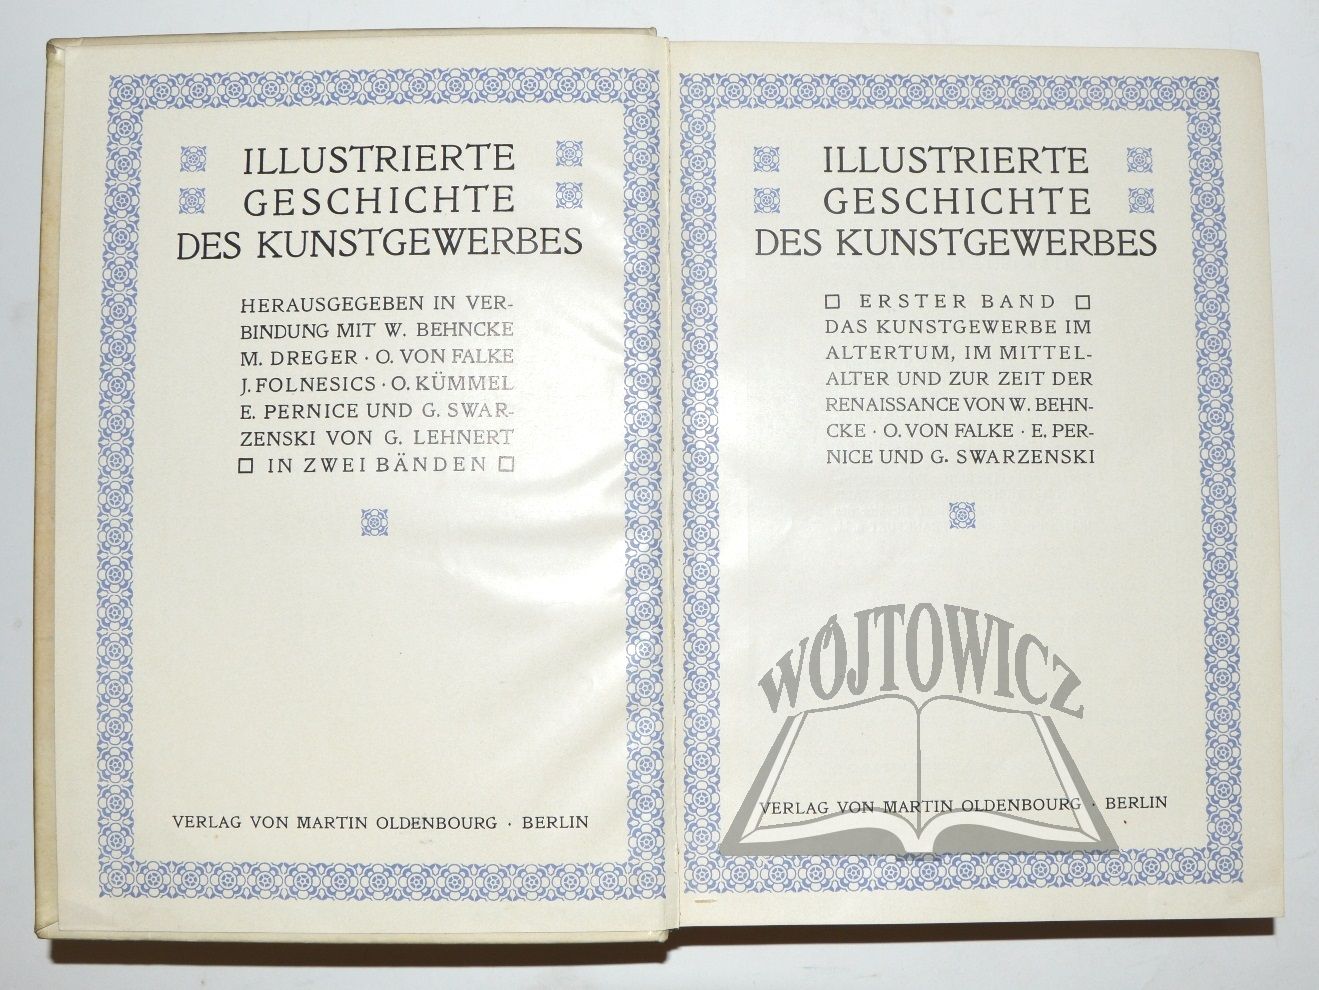 ILLUSTRIERTE
GESCHICHTE
DES KUNSTGEWERBES
HERAUSGEGEBEN IN VER-
BINDUNG MIT W. BEHNCKE
M. DREGER · O. VON FALKE
J. FOLNESICS · O. KÜMMEL
E. PERNICE UND G. SWAR-
ZENSKI VON G. LEHNERT
IN ZWEI BÄNDEN
VERLAG VON MARTIN OLDENBOURG · BERLIN
ILLUSTRIERTE
GESCHICHTE
DES KUNSTGEWERBES
ERSTER BAND
DAS KUNSTGEWERBE IM
ALTERTUM, IM MITTEL-
ALTER UND ZUR ZEIT DER
RENAISSANCE VON W. BEHN-
CKE · O. VON FALKE · E. PER-
NICE UND G. SWARZENSKI
WÓJTOWICZ
VERLAG VON MARTIN OLDENBOURG · BERLIN